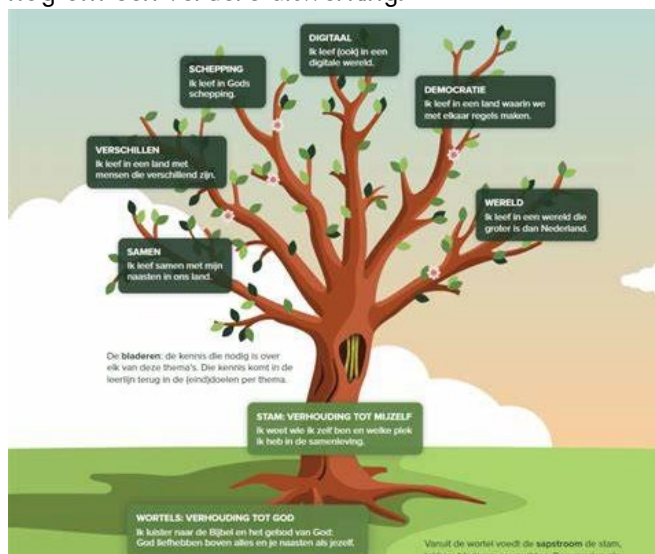 DIGITAAL
Ik leef (ook) in een
digitale wereld.
SCHEPPING
Ik leef in Gods
schepping.
DEMOCRATIE
Ik leef in een land waarin we
met elkaar regels maken.
VERSCHILLEN
Ik leef in een land met
mensen die verschillend zijn.
WERELD
Ik leef in een wereld die
groter is dan Nederland.
SAMEN
Ik leef samen met mijn
naasten in ons land.
De bladeren: de kennis die nodig is over
elk van deze thema's. Die kennis komt in de
leerlijn terug in de (eind)doelen per thema.
STAM: VERHOUDING TOT MIJZELF
Ik weet wie ik zelf ben en welke plek
ik heb in de samenleving.
WORTELS: VERHOUDING TOT GOD
Ik luister naar de Bijbel en het gebod van God:
God liefhebben boven alles en je naasten als jezelf.
Vanuit de wortel voedt de sapstroom de stam,